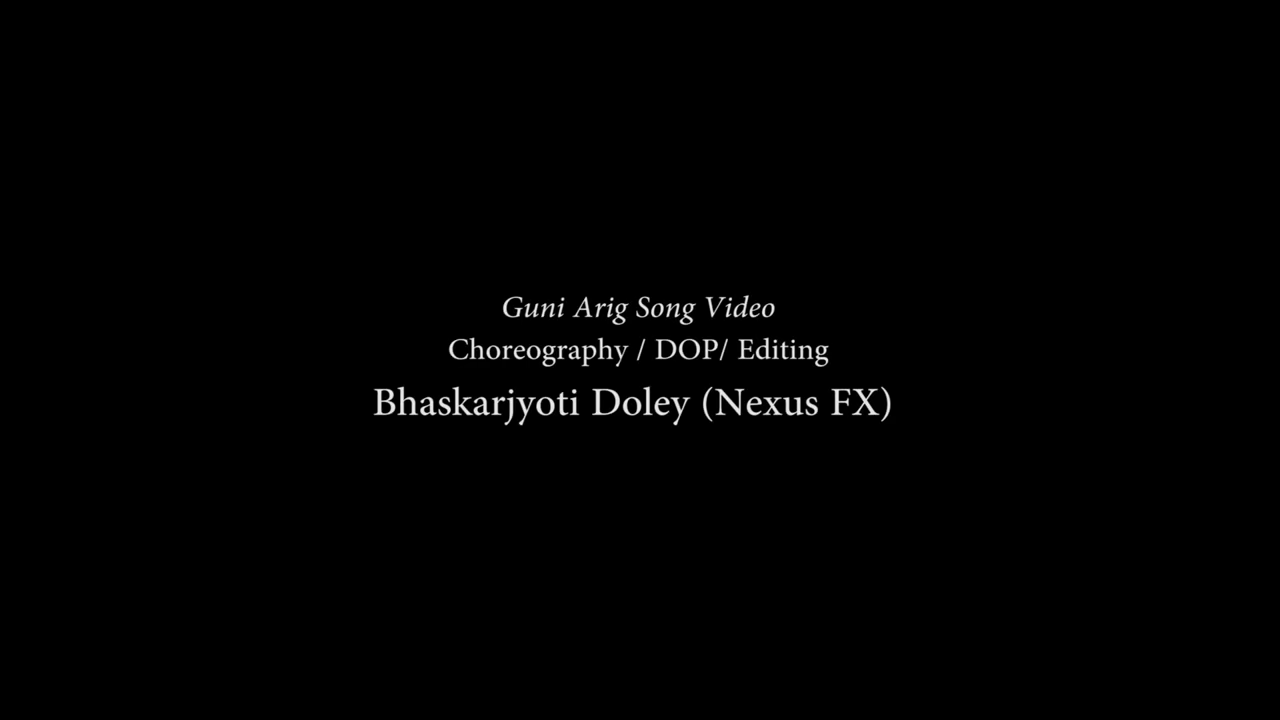 Guni Arig Song Video
Choreography / DOP/ Editing
Bhaskarjyoti Doley (Nexus FX)